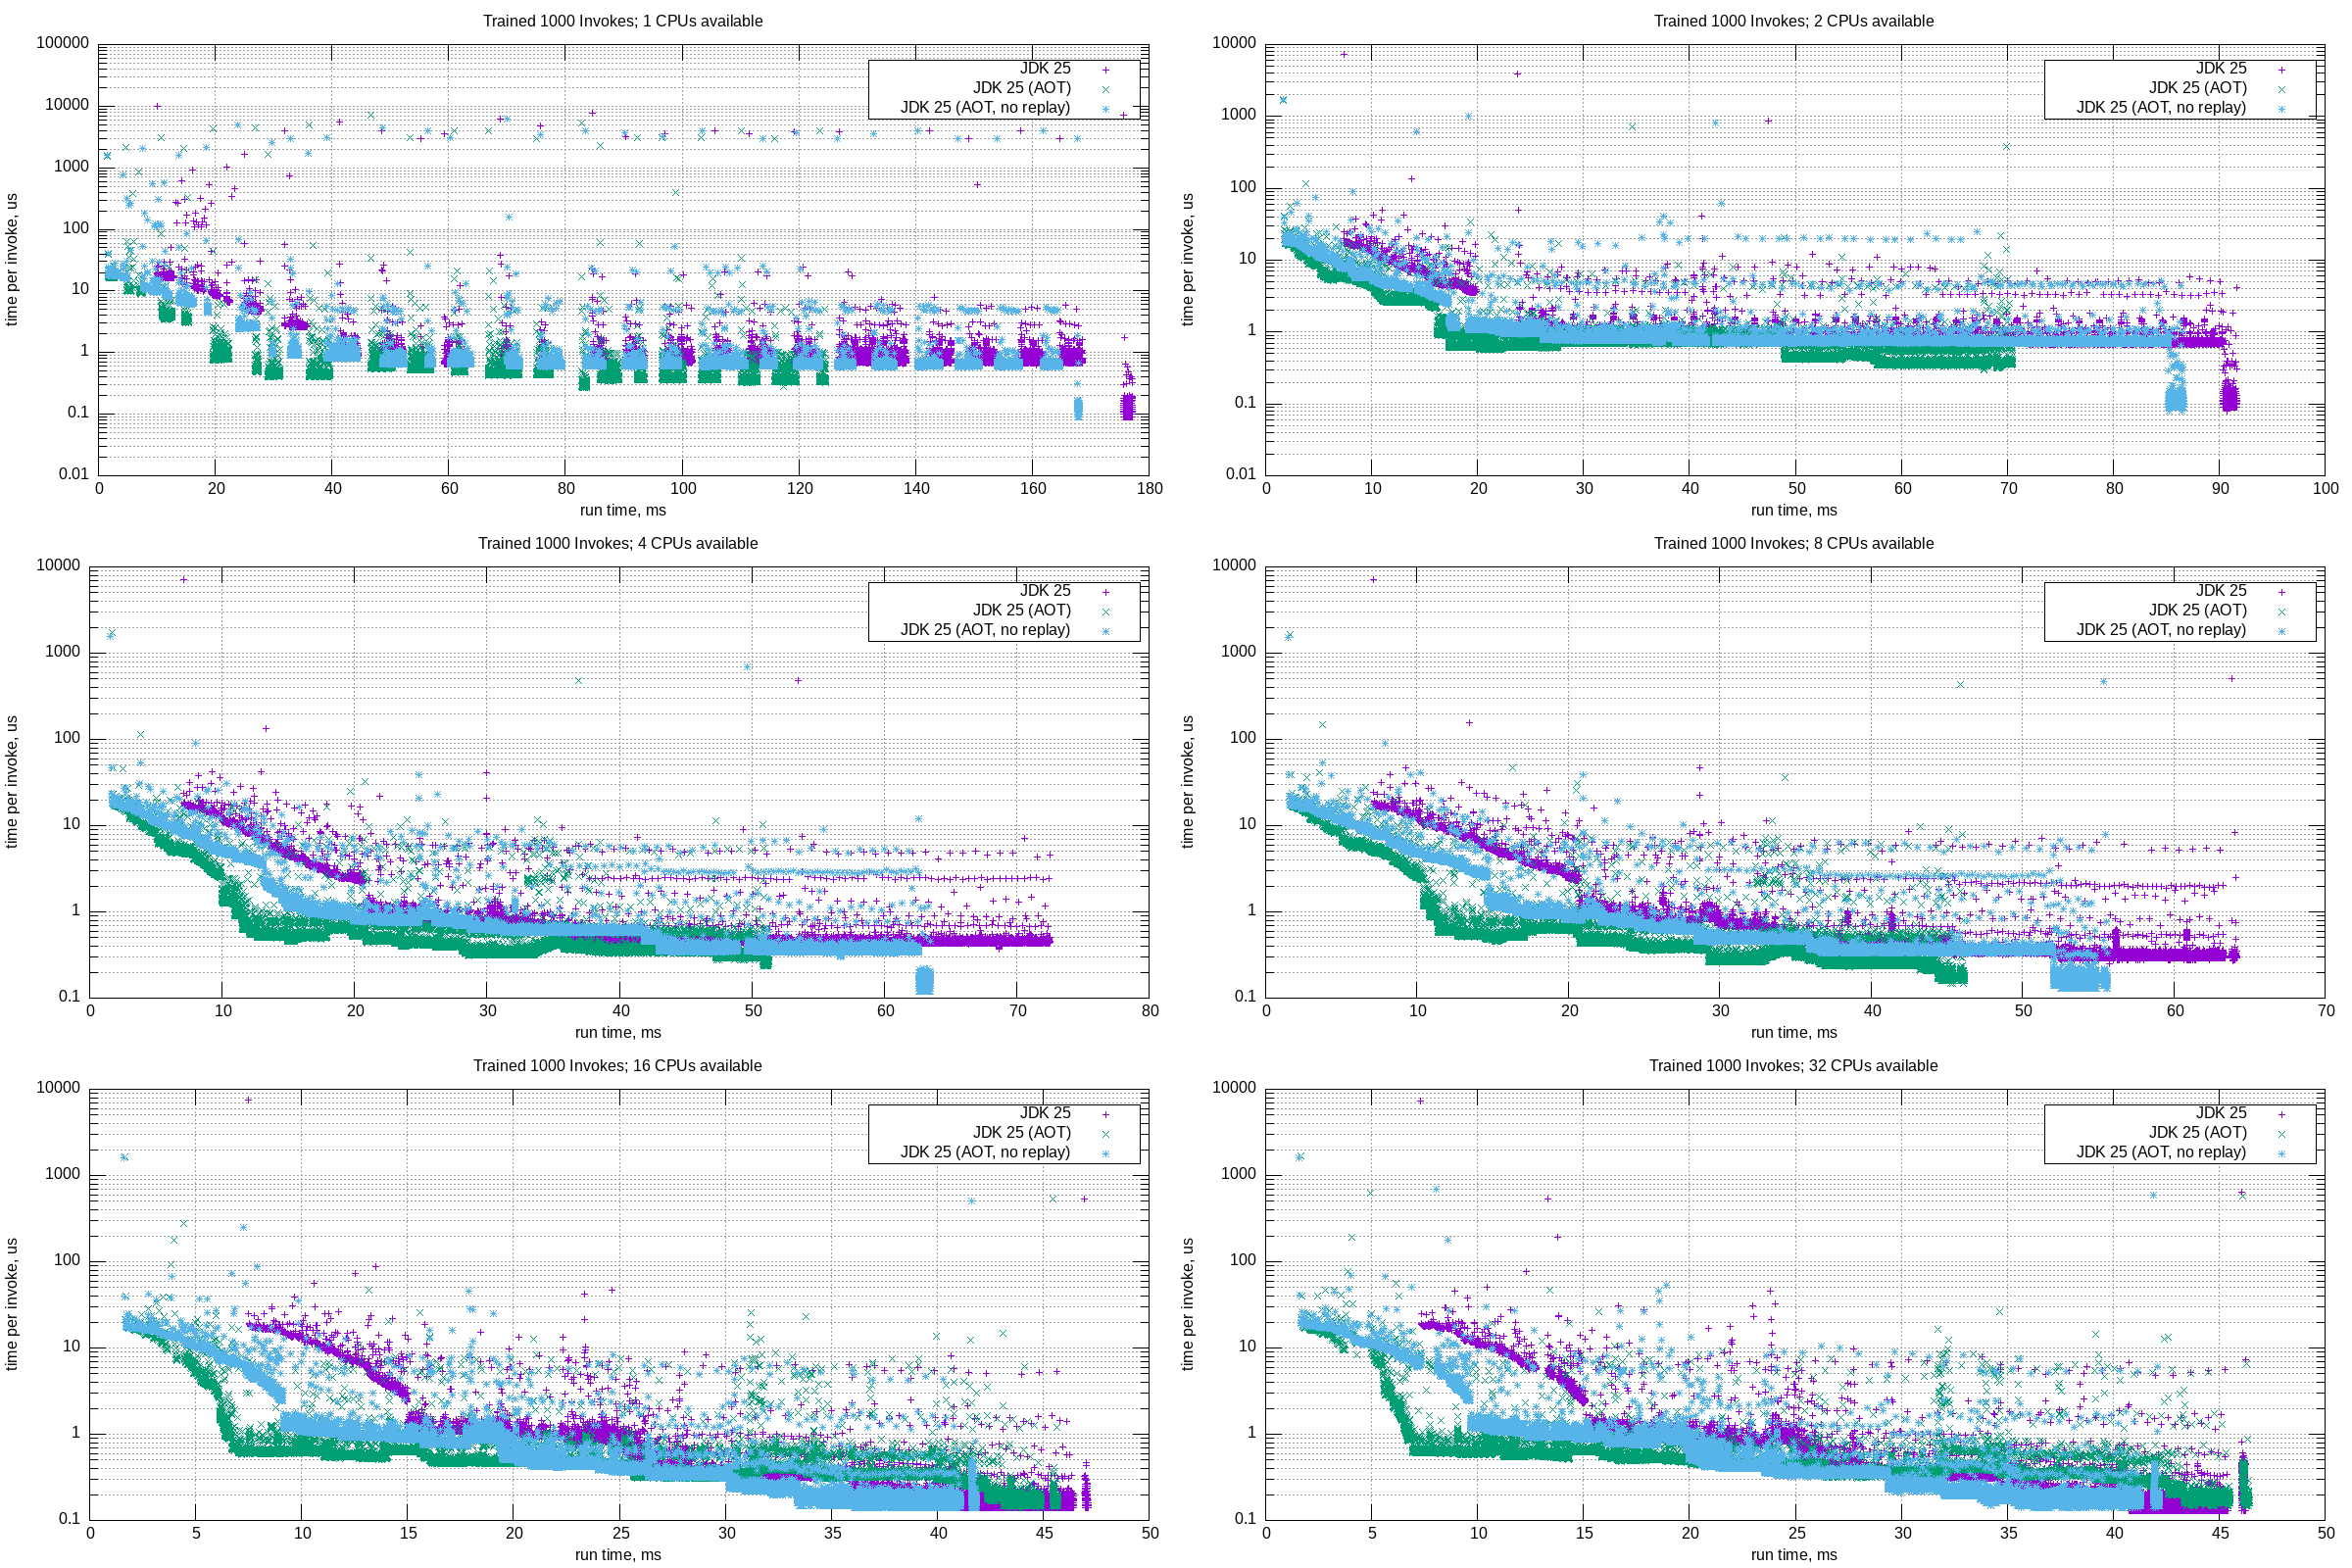 Trained 1000 Invokes; 1 CPUs available
time per invoke, us
100000
10000
1000
100
10
1
0.1
0.01
JDK 25
JDK 25 (AOT)
JDK 25 (AOT, no replay)
0 20 40 60 80 100 120 140 160 180
run time, ms
Trained 1000 Invokes; 2 CPUs available
time per invoke, us
10000
1000
100
10
1
0.1
0.01
JDK 25
JDK 25 (AOT)
JDK 25 (AOT, no replay)
0 10 20 30 40 50 60 70 80 90 100
run time, ms
Trained 1000 Invokes; 4 CPUs available
time per invoke, us
10000
1000
100
10
1
0.1
JDK 25
JDK 25 (AOT)
JDK 25 (AOT, no replay)
0 10 20 30 40 50 60 70 80
run time, ms
Trained 1000 Invokes; 8 CPUs available
time per invoke, us
10000
1000
100
10
1
0.1
JDK 25
JDK 25 (AOT)
JDK 25 (AOT, no replay)
0 10 20 30 40 50 60 70
run time, ms
Trained 1000 Invokes; 16 CPUs available
time per invoke, us
10000
1000
100
10
1
0.1
JDK 25
JDK 25 (AOT)
JDK 25 (AOT, no replay)
0 5 10 15 20 25 30 35 40 45 50
run time, ms
Trained 1000 Invokes; 32 CPUs available
time per invoke, us
10000
1000
100
10
1
0.1
JDK 25
JDK 25 (AOT)
JDK 25 (AOT, no replay)
0 5 10 15 20 25 30 35 40 45 50
run time, ms